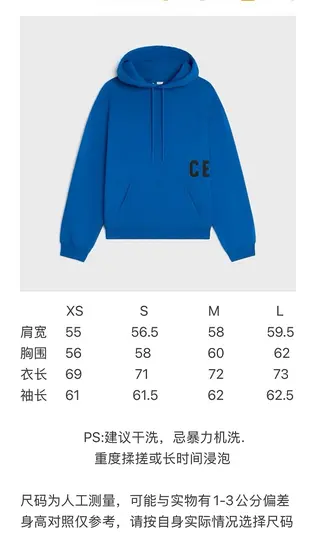 CE
XS S M L
肩宽 55 56.5 58 59.5
胸围 56 58 60 62
衣长 69 71 72 73
袖长 61 61.5 62 62.5
PS:建议干洗，忌暴力机洗.
重度揉搓或长时间浸泡
尺码为人工测量，可能与实物有1-3公分偏差
身高对照仅参考，请按自身实际情况选择尺码